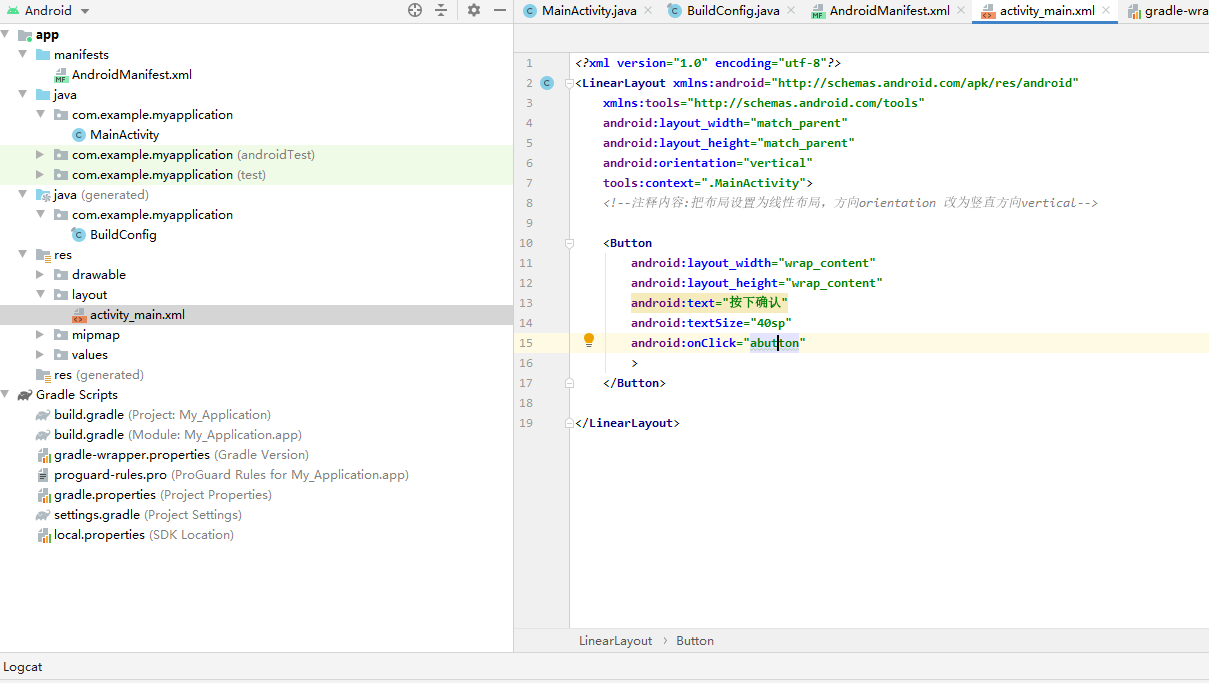 Android
app
manifests
AndroidManifest.xml
java
com.example.myapplication
MainActivity
com.example.myapplication (androidTest)
com.example.myapplication (test)
java (generated)
com.example.myapplication
BuildConfig
res
drawable
layout
activity_main.xml
mipmap
values
res (generated)
Gradle Scripts
build.gradle (Project: My_Application)
build.gradle (Module: My_Application.app)
gradle-wrapper.properties (Gradle Version)
proguard-rules.pro (ProGuard Rules for My_Application.app)
gradle.properties (Project Properties)
settings.gradle (Project Settings)
local.properties (SDK Location)
MainActivity.java BuildConfig.java AndroidManifest.xml activity_main.xml gradle-wra
1 <?xml version="1.0" encoding="utf-8"?>
2 <LinearLayout xmlns:android="http://schemas.android.com/apk/res/android"
3 xmlns:tools="http://schemas.android.com/tools"
4 android:layout_width="match_parent"
5 android:layout_height="match_parent"
6 android:orientation="vertical"
7 tools:context=".MainActivity">
8 <!--注释内容:把布局设置为线性布局，方向orientation 改为竖直方向vertical-->
9
10 <Button
11 android:layout_width="wrap_content"
12 android:layout_height="wrap_content"
13 android:text="按下确认"
14 android:textSize="40sp"
15 android:onClick="abutton"
16 >
17 </Button>
18
19 </LinearLayout>
LinearLayout › Button
Logcat